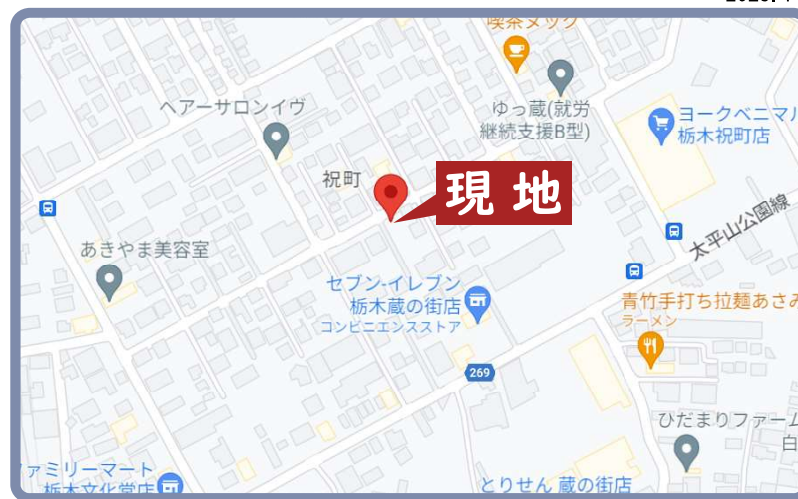 喫茶メック
ヘアーサロンイヴ
ゆっ蔵(就労
継続支援B型)
ヨークベニマル
栃木祝町店
祝町
現 地
太平山公園線
あきやま美容室
セブン-イレブン
栃木蔵の街店
コンビニエンスストア
青竹手打ち拉麺あさみ
ラーメン
269
ひだまりファーム
白
ァミリーマート
栃木文化堂店
とりせん 蔵の街店